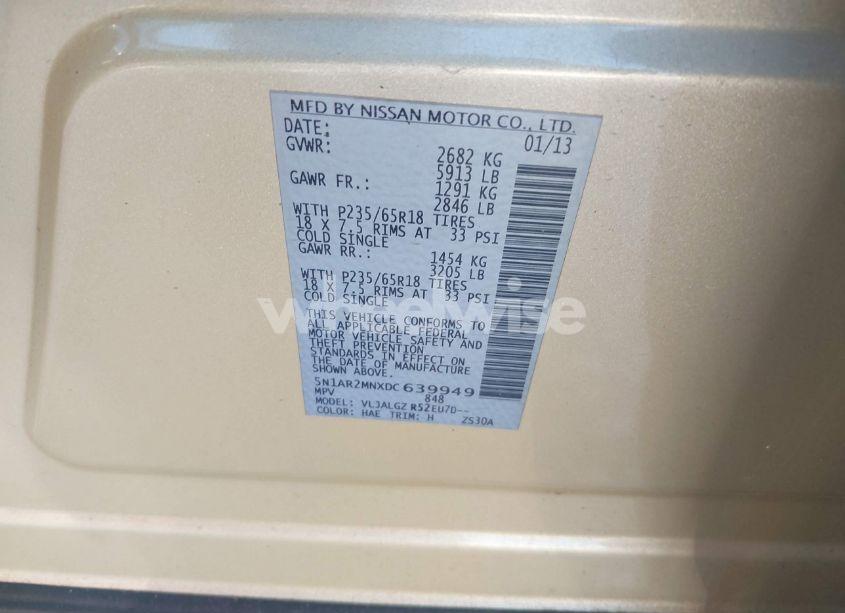 MFD BY NISSAN MOTOR CO., LTD.
DATE: 01/13
GVWR: 2682 KG
5913 LB
GAWR FR.: 1291 KG
2846 LB
WITH P235/65R18 TIRES
18 X 7.5 RIMS AT 33 PSI
COLD SINGLE
GAWR RR.: 1454 KG
3205 LB
WITH P235/65R18 TIRES
18 X 7.5 RIMS AT 33 PSI
COLD SINGLE
wheelwise
THIS VEHICLE CONFORMS TO
ALL APPLICABLE FEDERAL
MOTOR VEHICLE SAFETY AND
THEFT PREVENTION
STANDARDS IN EFFECT ON
THE DATE OF MANUFACTURE
SHOWN ABOVE.
5N1AR2MNXDC 639949
MPV 848
MODEL: VLJALGZ R52EU7D--
COLOR: HAE TRIM: H ZS30A